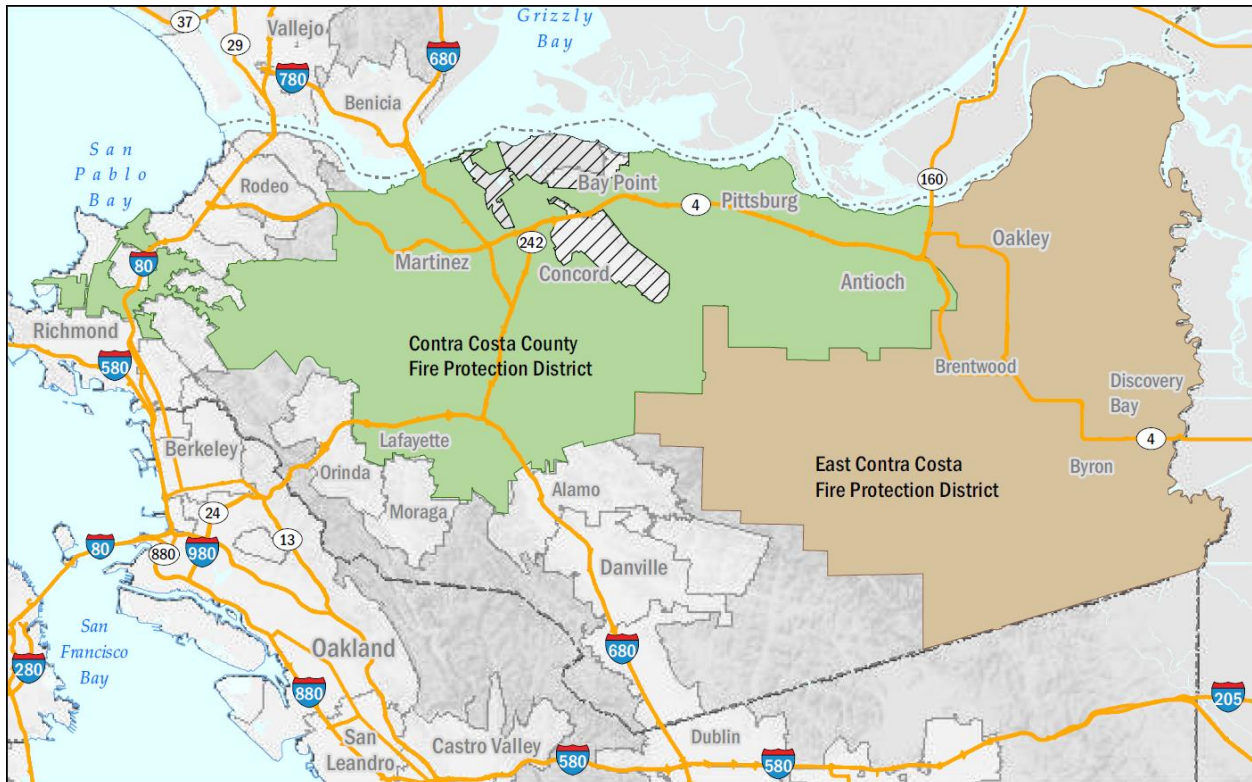 37
29
Vallejo
780
680
Grizzly
Bay
Benicia
San
Pablo
Bay
Rodeo
Bay Point
160
4
Pittsburg
80
242
Martinez
Concord
Oakley
Antioch
Richmond
580
Contra Costa County
Fire Protection District
Brentwood
Discovery
Bay
4
Lafayette
Berkeley
Orinda
Byron
East Contra Costa
Fire Protection District
Alamo
Moraga
24
13
80
880
980
Danville
San
Francisco
Bay
Oakland
680
280
880
205
San
Leandro
Castro Valley
580
Dublin
580